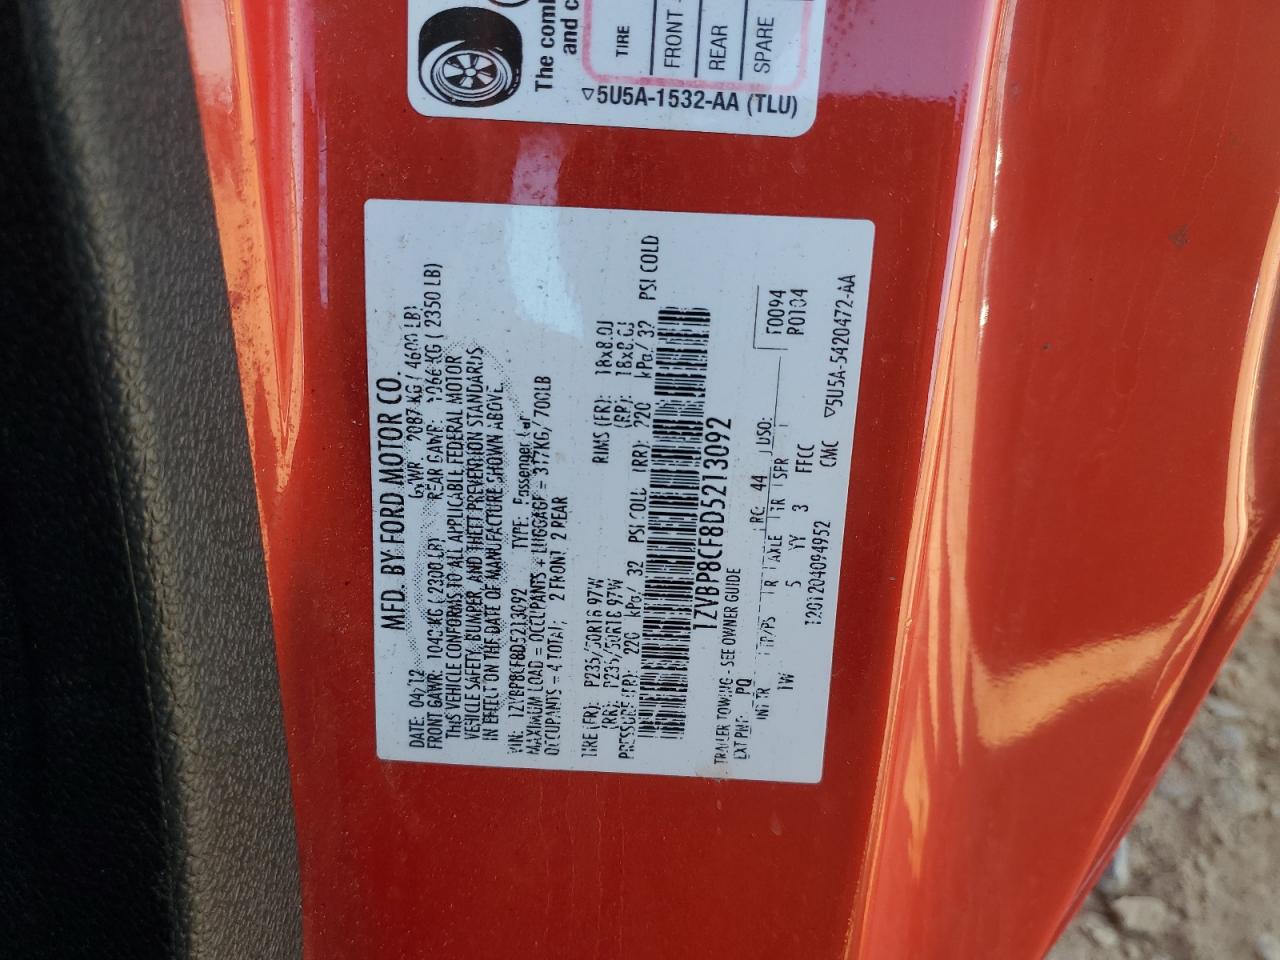 The com
and c
TIRE
FRONT
REAR
SPARE
▽5U5A-1532-AA (TLU)
MFD. BY FORD MOTOR CO.
DATE: 04/12 GVWR: 2087 KG / 4600 LB
FRONT GAWR: 1043 KG ( 2300 LB) REAR GAWR: 1066 KG ( 2350 LB)
THIS VEHICLE CONFORMS TO ALL APPLICABLE FEDERAL MOTOR
VEHICLE SAFETY, BUMPER, AND THEFT PREVENTION STANDARDS
IN EFFECT ON THE DATE OF MANUFACTURE SHOWN ABOVE.
VIN: 1ZVBP8CF8D5213092 TYPE: Passenger Car
MAXIMUM LOAD = OCCUPANTS + LUGGAGE = 377KG/700LB
OCCUPANTS = 4 TOTAL; 2 FRONT 2 REAR
TIRE (FR): P235/50R18 97W RIMS (FR): 18x8.0J
(RR): P235/50R18 97W (RR): 18x8.0J
PRESSURE (FR): 220 kPa/ 32 PSI COLD (RR): 220 kPa/ 32 PSI COLD
1ZVBP8CF8D5213092
TRAILER TOWING - SEE OWNER GUIDE
F0094
R0104
EXT PNT: PQ RC: 44 DSO:
INT TR TP/PS R AXLE TR SPR
1W 5 YY 3 FFCC
1201204094952 CMC
▽5U5A-5420472-AA